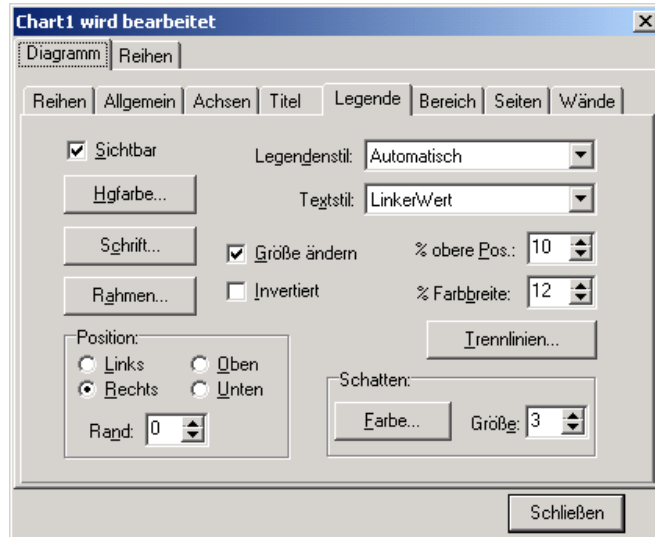 Chart1 wird bearbeitet
Diagramm Reihen
Reihen Allgemein Achsen Titel Legende Bereich Seiten Wände
Sichtbar
Legendenstil: Automatisch
Hgfarbe...
Textstil: LinkerWert
Schrift...
Größe ändern
% obere Pos.: 10
Rahmen...
Invertiert
% Farbbreite: 12
Trennlinien...
Position:
Links Oben
Rechts Unten
Rand: 0
Schatten:
Farbe... Größe: 3
Schließen